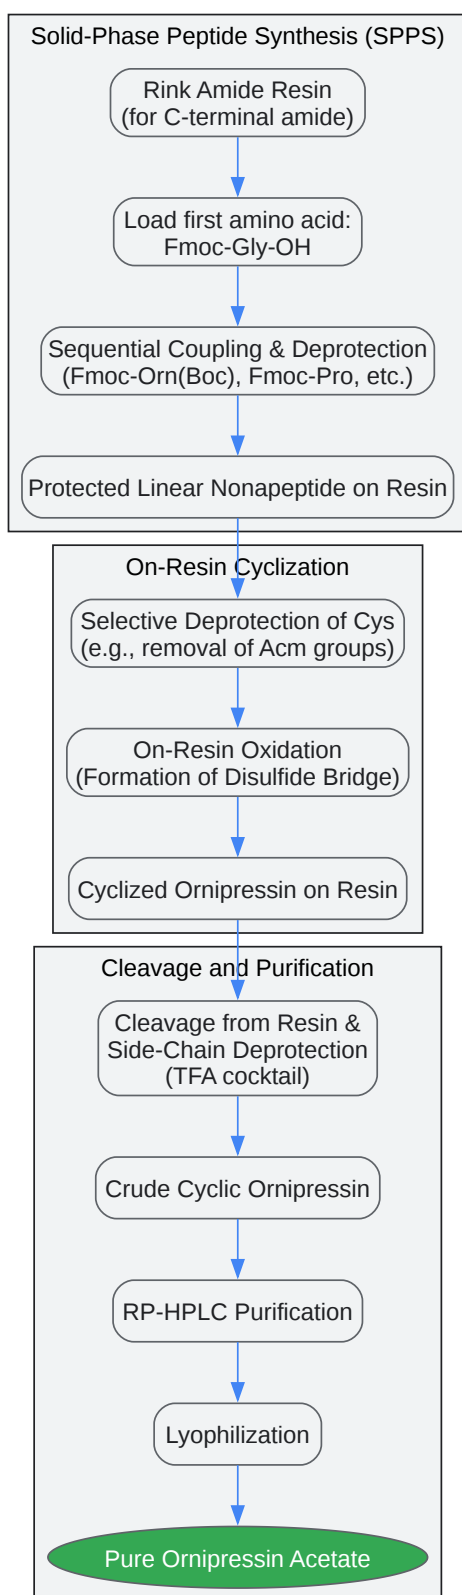 Solid-Phase Peptide Synthesis (SPPS)
Rink Amide Resin
(for C-terminal amide)
Load first amino acid:
Fmoc-Gly-OH
Sequential Coupling & Deprotection
(Fmoc-Orn(Boc), Fmoc-Pro, etc.)
Protected Linear Nonapeptide on Resin
On-Resin Cyclization
Selective Deprotection of Cys
(e.g., removal of Acm groups)
On-Resin Oxidation
(Formation of Disulfide Bridge)
Cyclized Ornipressin on Resin
Cleavage and Purification
Cleavage from Resin &
Side-Chain Deprotection
(TFA cocktail)
Crude Cyclic Ornipressin
RP-HPLC Purification
Lyophilization
Pure Ornipressin Acetate